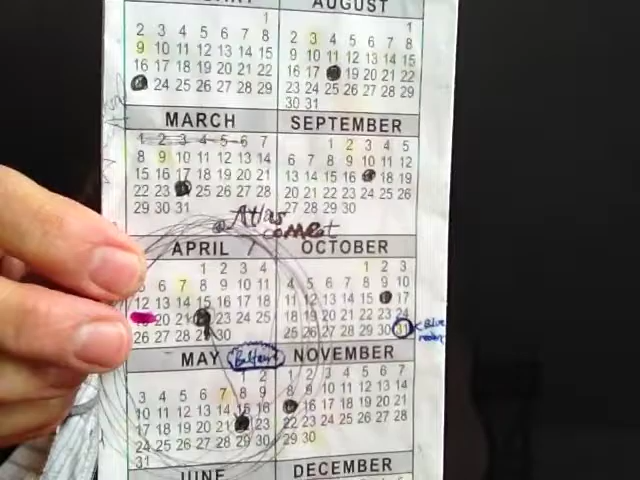 AUGUST
1
2 3 4 5 6 7 8
9 10 11 12 13 14 15
16 17 18 19 20 21 22
24 25 26 27 28 29
1
2 3 4 5 6 7 8
9 10 11 12 13 14 15
16 17 19 20 21 22
23 24 25 26 27 28 29
30 31
MARCH
1 2 3 4 5 6 7
8 9 10 11 12 13 14
15 16 17 18 19 20 21
22 23 25 26 27 28
29 30 31
SEPTEMBER
1 2 3 4 5
6 7 8 9 10 11 12
13 14 15 16 18 19
20 21 22 23 24 25 26
27 28 29 30
@Atlas
comet
APRIL
1 2 3 4
6 7 8 9 10 11
12 13 14 15 16 17 18
20 21 23 24 25
26 27 28 29 30
OCTOBER
1 2 3
4 5 6 7 8 9 10
11 12 13 14 15 17
18 19 20 21 22 23 24
25 26 27 28 29 30 31
< Blue
moon
MAY
1 2
3 4 5 6 7 8 9
10 11 12 13 14 15 16
17 18 19 20 21 23
24 25 26 27 28 29 30
31
NOVEMBER
1 2 3 4 5 6 7
8 9 10 11 12 13 14
16 17 18 19 20 21
22 23 24 25 26 27 28
29 30
JUNE
DECEMBER